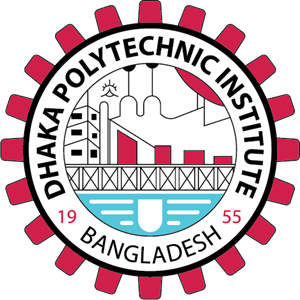 DHAKA POLYTECHNIC INSTITUTE
19 55
BANGLADESH